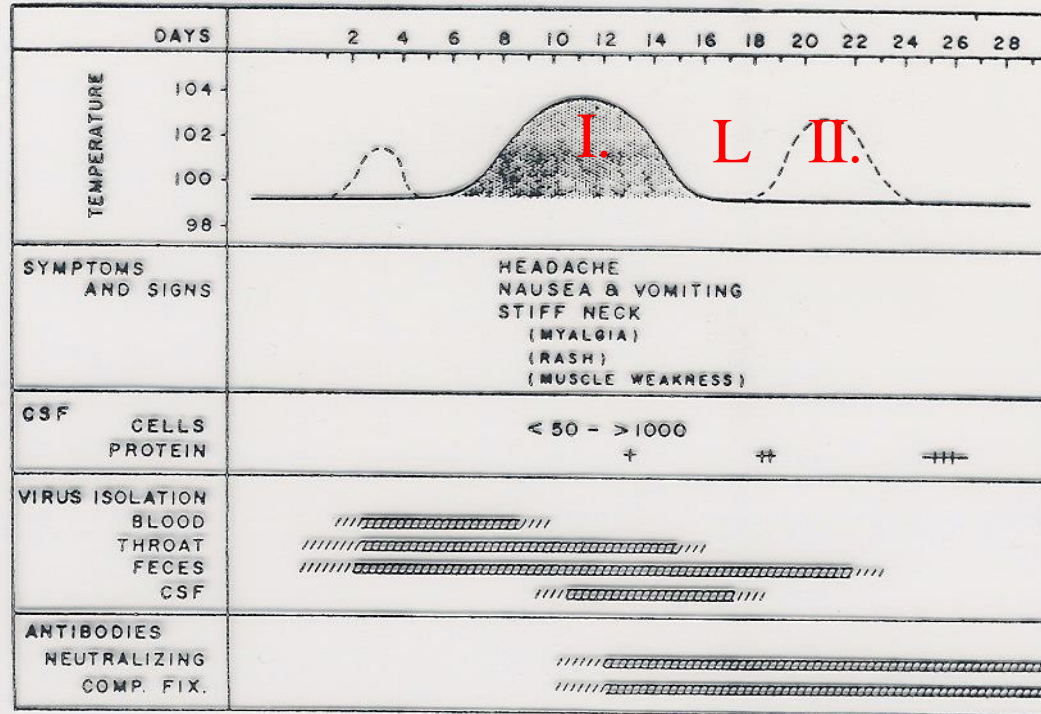 DAYS 2 4 6 8 10 12 14 16 18 20 22 24 26 28
TEMPERATURE
104
102
100
98
I. L II.
SYMPTOMS
AND SIGNS
HEADACHE
NAUSEA & VOMITING
STIFF NECK
(MYALGIA)
(RASH)
(MUSCLE WEAKNESS)
CSF
CELLS < 50 - > 1000
PROTEIN + ++ +++
VIRUS ISOLATION
BLOOD
THROAT
FECES
CSF
ANTIBODIES
NEUTRALIZING
COMP. FIX.